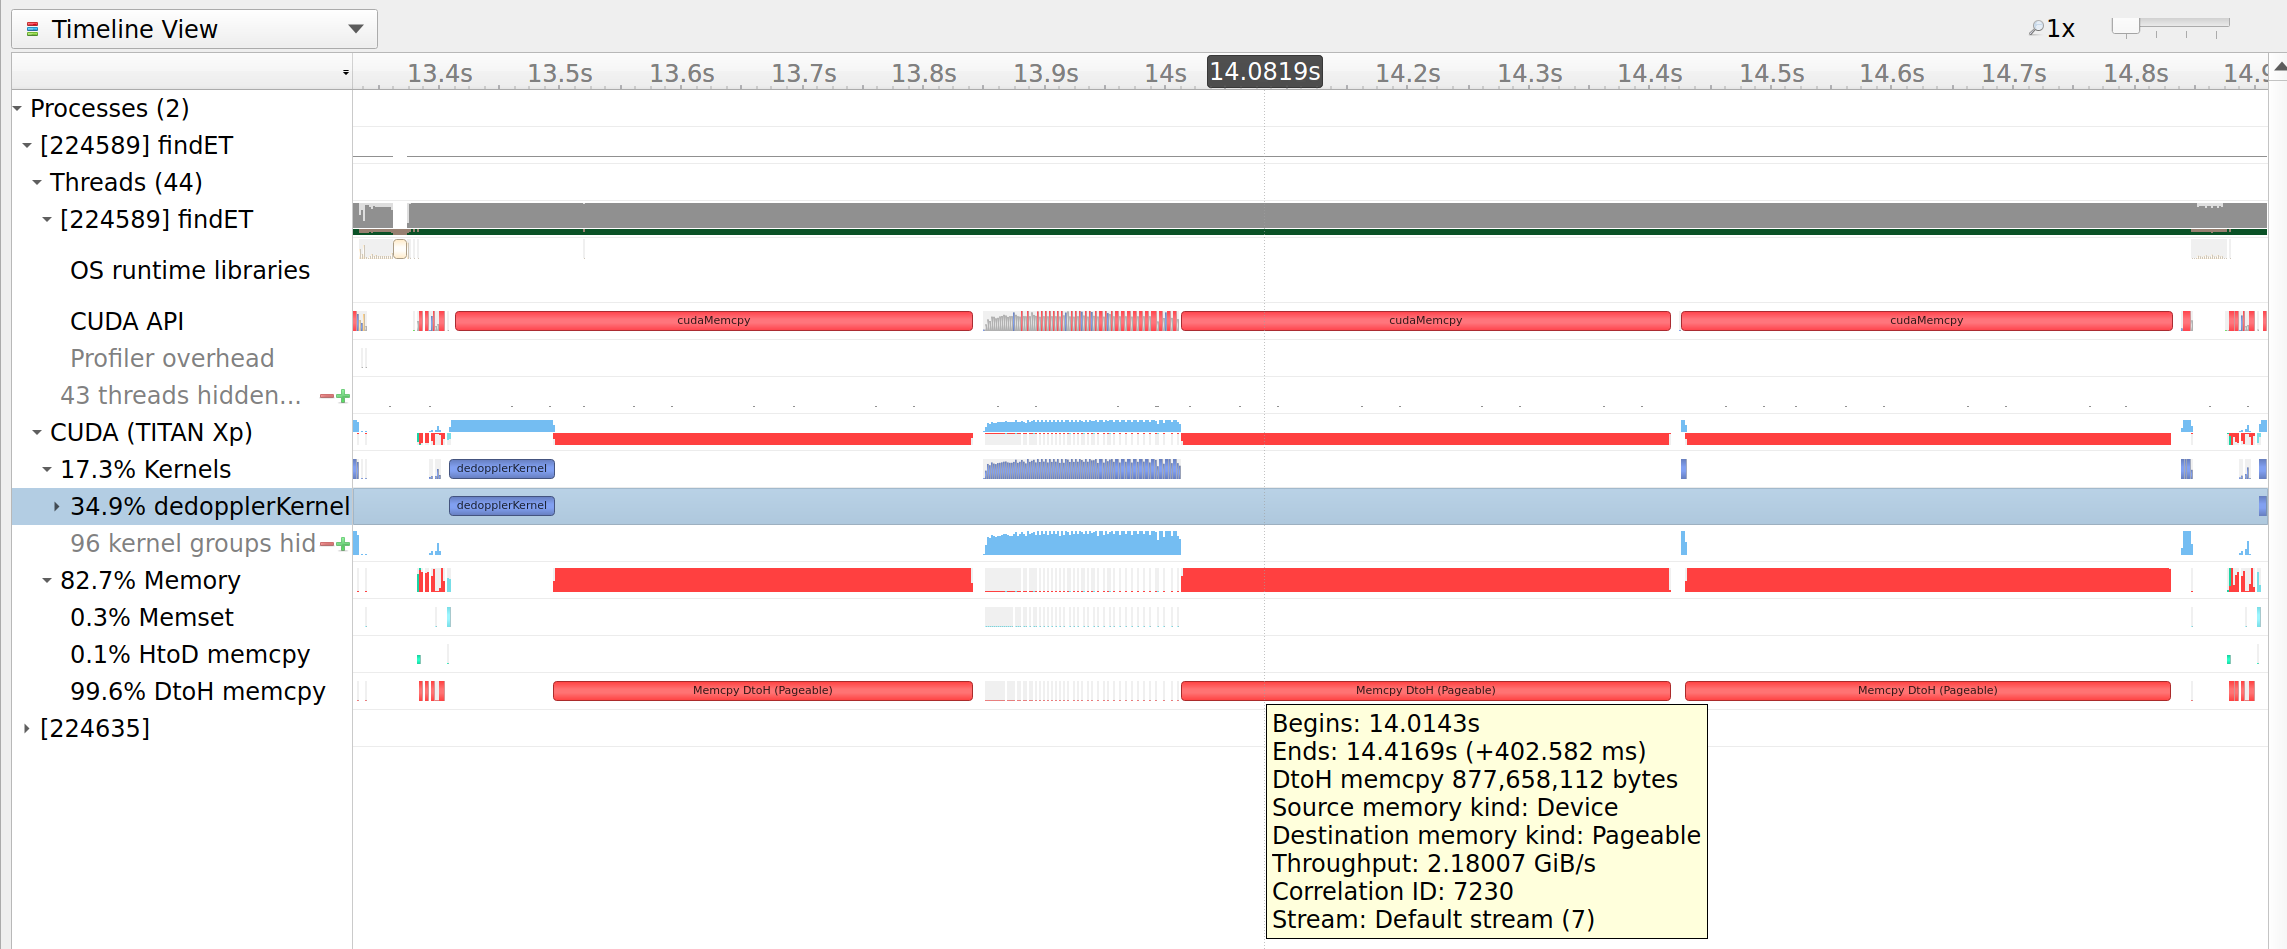 Timeline View
1x
13.4s 13.5s 13.6s 13.7s 13.8s 13.9s 14s 14.0819s 14.2s 14.3s 14.4s 14.5s 14.6s 14.7s 14.8s 14.9
Processes (2)
[224589] findET
Threads (44)
[224589] findET
OS runtime libraries
CUDA API cudaMemcpy cudaMemcpy cudaMemcpy
Profiler overhead
43 threads hidden...
CUDA (TITAN Xp)
17.3% Kernels dedopplerKernel
34.9% dedopplerKernel dedopplerKernel
96 kernel groups hid
82.7% Memory
0.3% Memset
0.1% HtoD memcpy
99.6% DtoH memcpy Memcpy DtoH (Pageable) Memcpy DtoH (Pageable) Memcpy DtoH (Pageable)
[224635]
Begins: 14.0143s
Ends: 14.4169s (+402.582 ms)
DtoH memcpy 877,658,112 bytes
Source memory kind: Device
Destination memory kind: Pageable
Throughput: 2.18007 GiB/s
Correlation ID: 7230
Stream: Default stream (7)